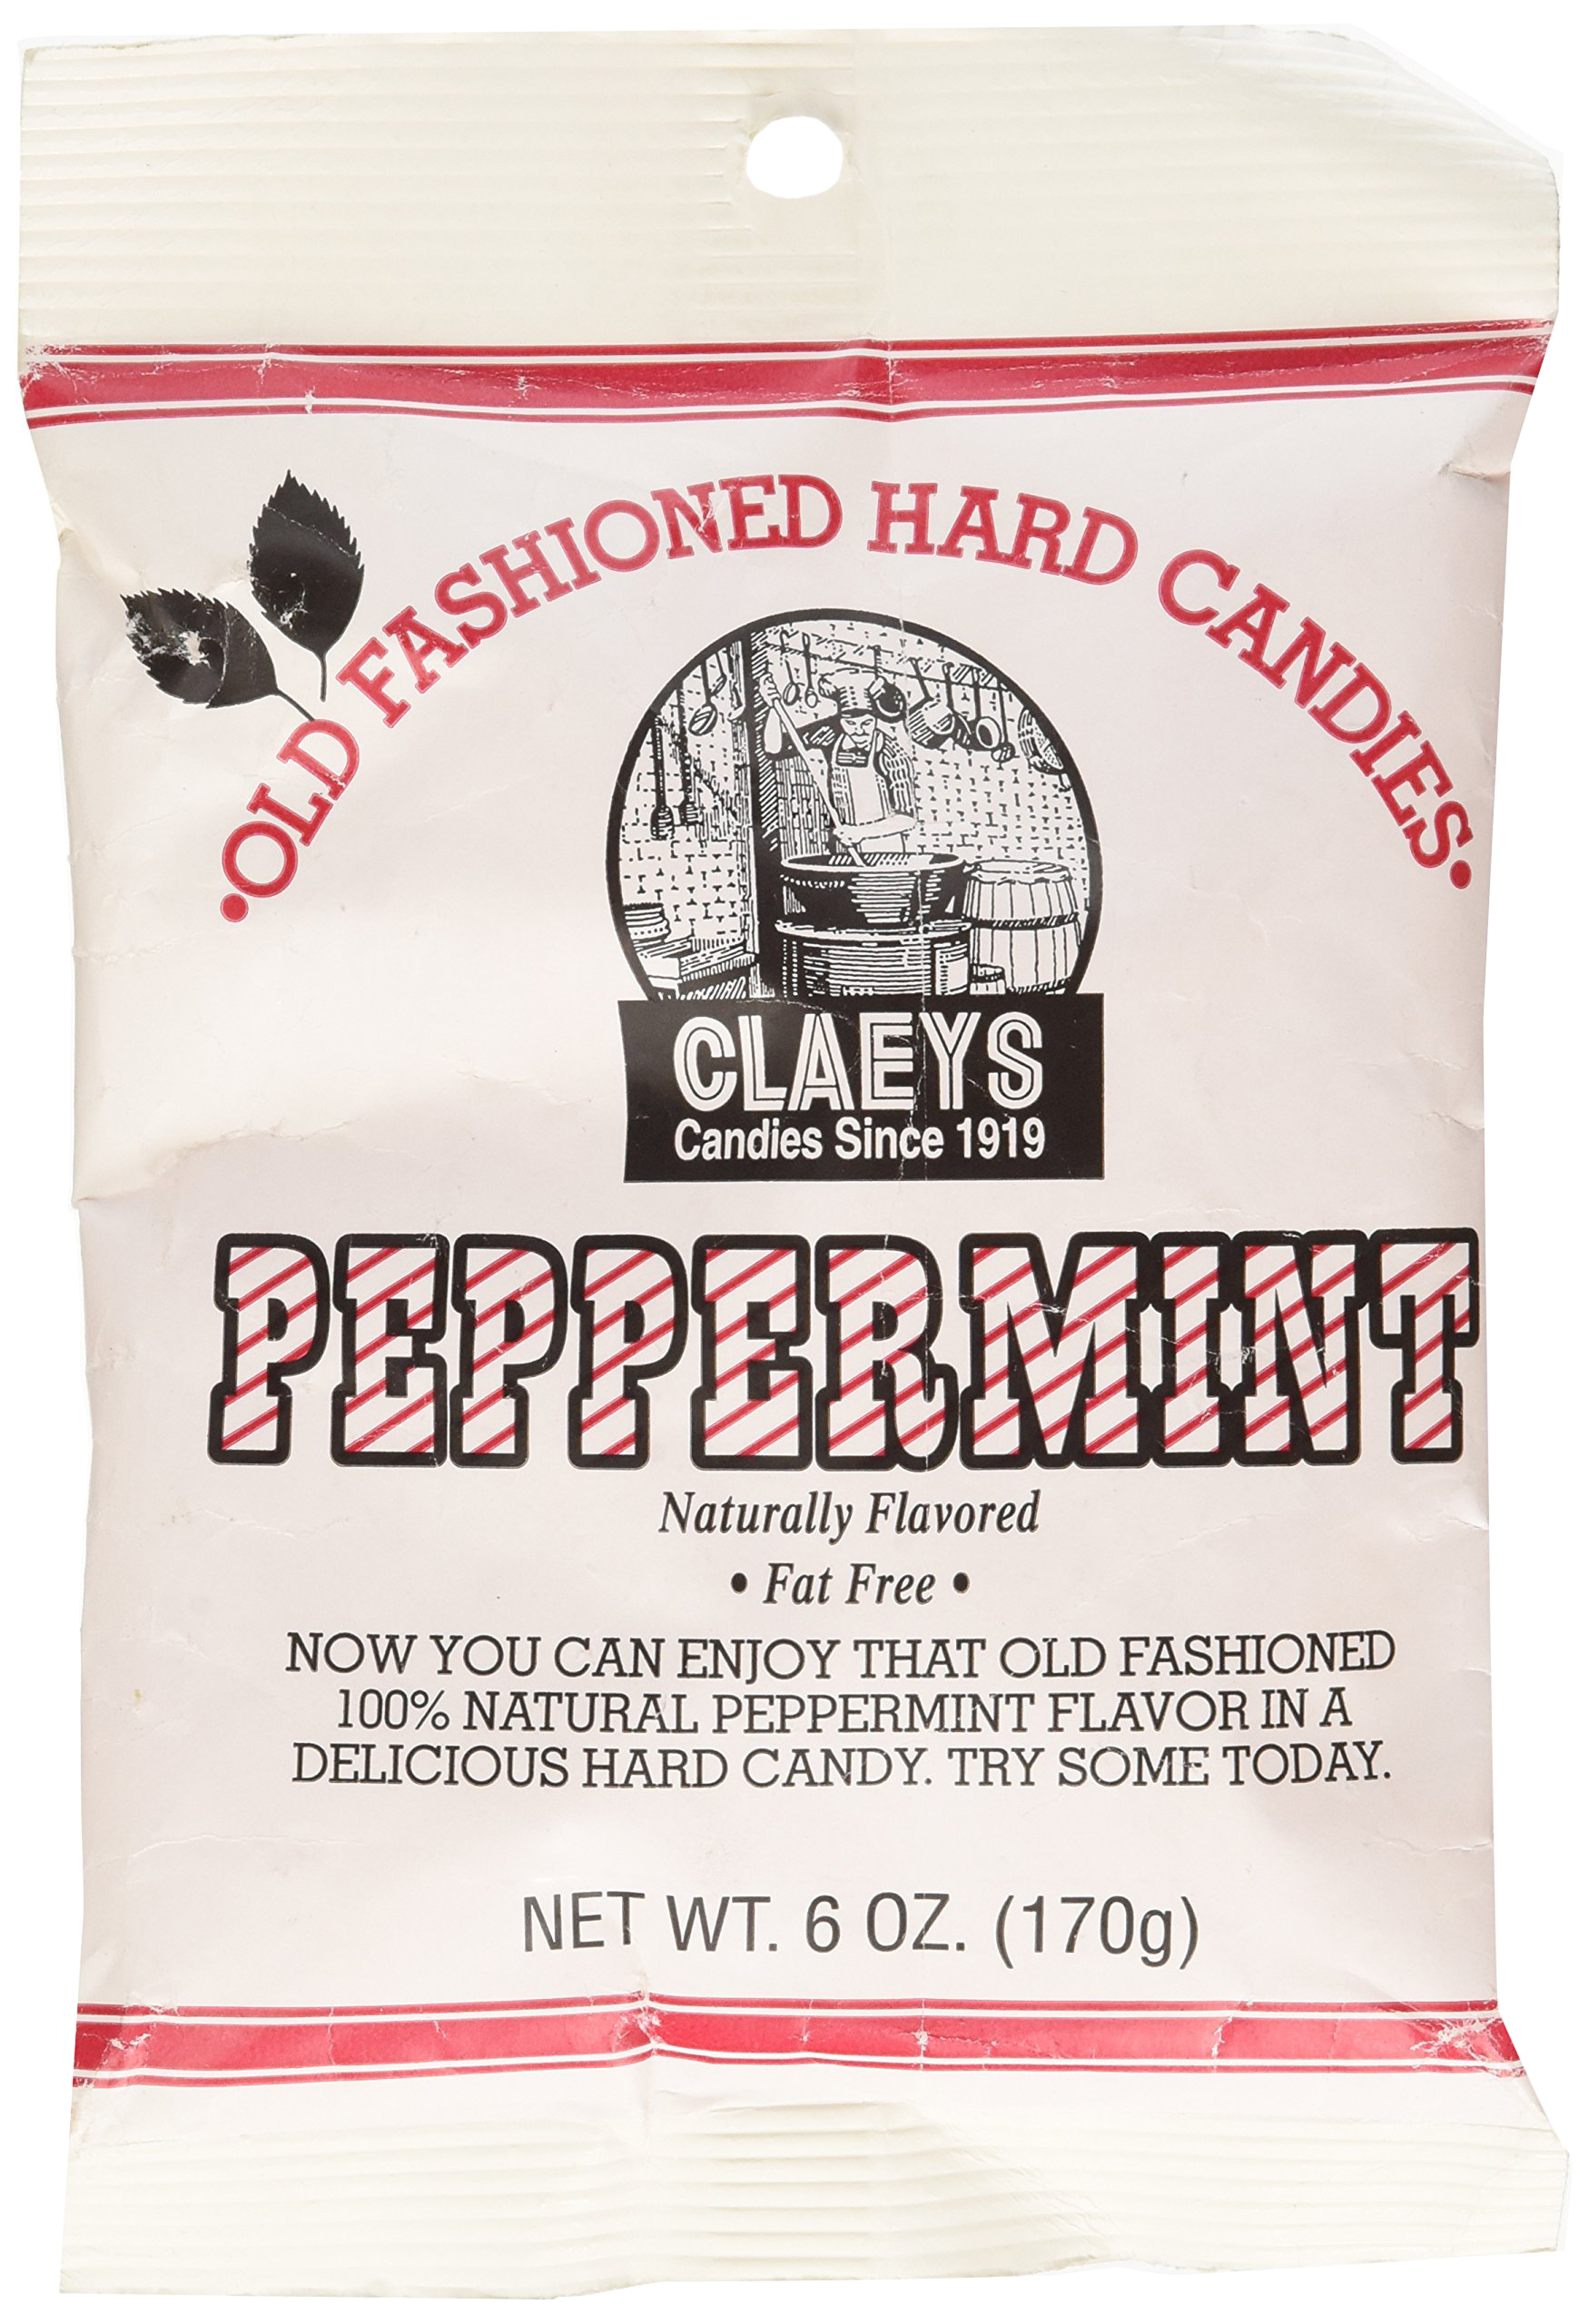 •OLD FASHIONED HARD CANDIES•
CLAEYS
Candies Since 1919
PEPPERMINT
Naturally Flavored
• Fat Free •
NOW YOU CAN ENJOY THAT OLD FASHIONED
100% NATURAL PEPPERMINT FLAVOR IN A
DELICIOUS HARD CANDY. TRY SOME TODAY.
NET WT. 6 OZ. (170g)